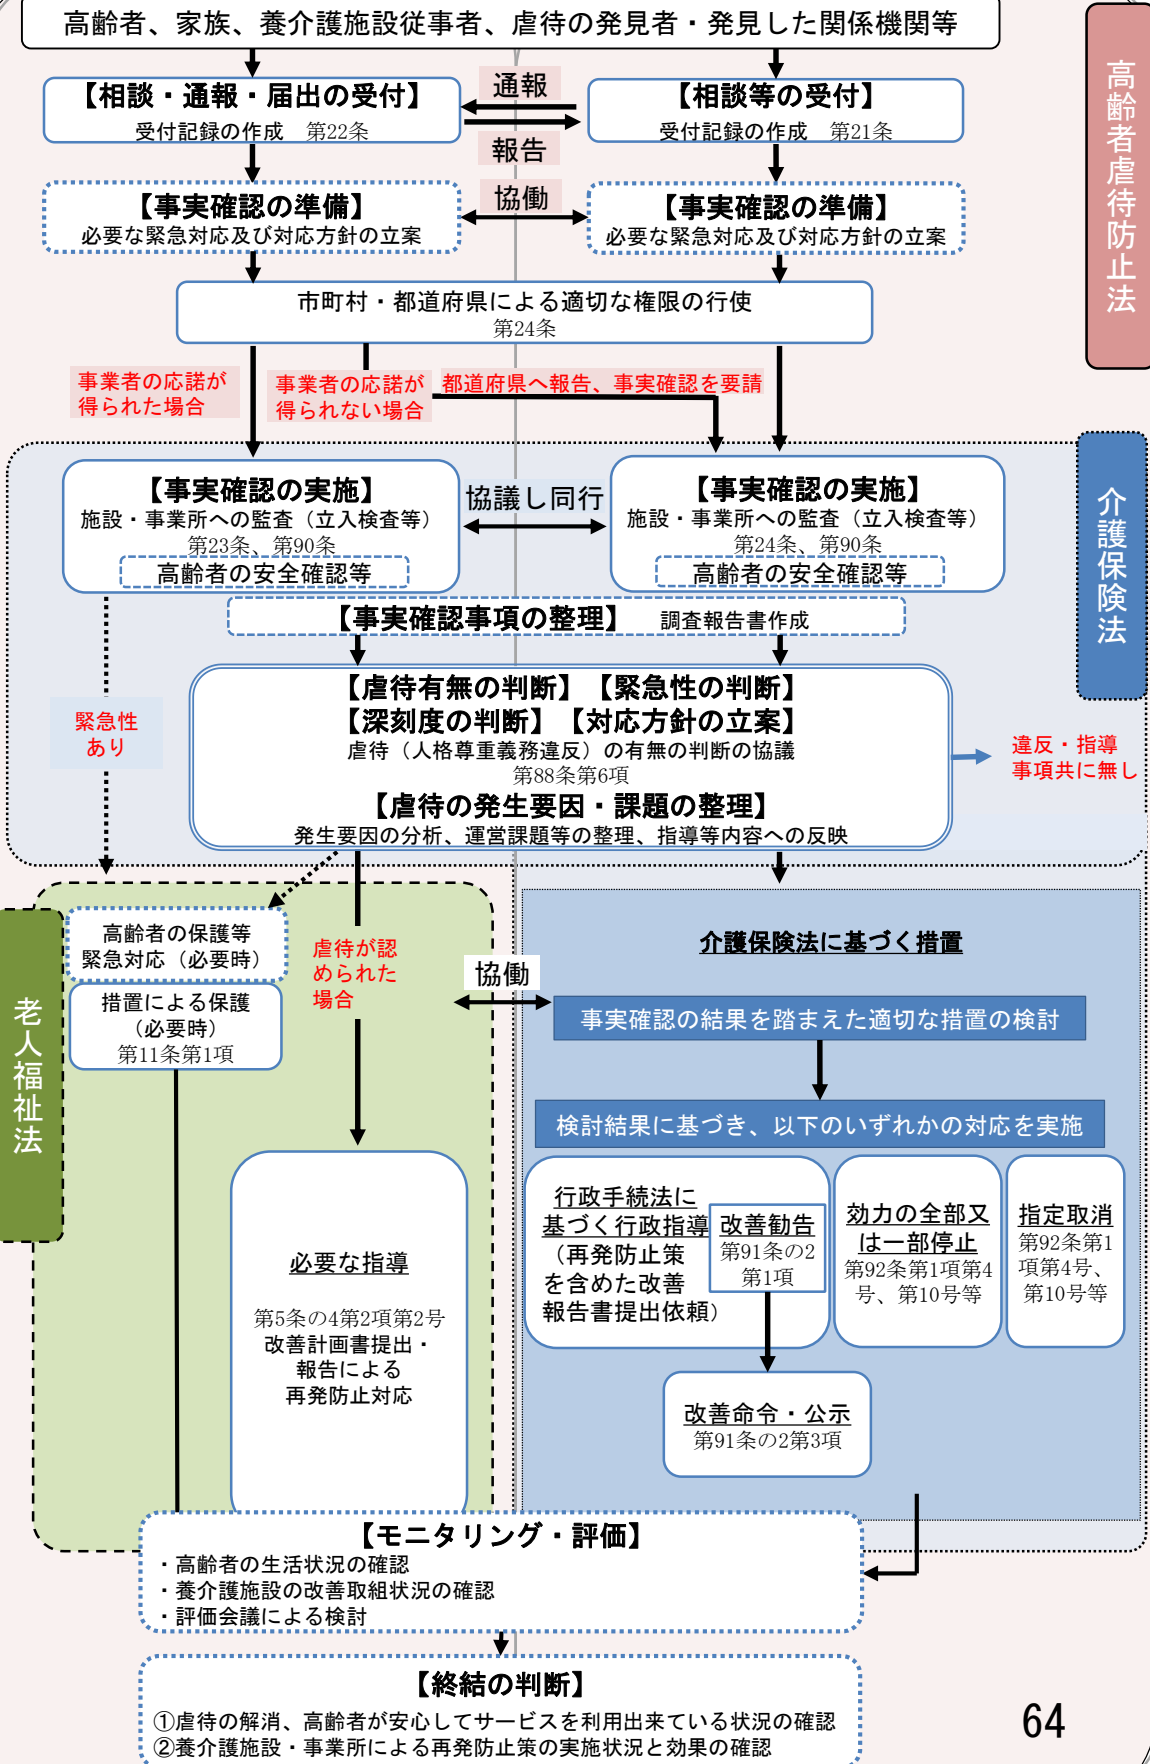 高齢者、家族、養介護施設従事者、虐待の発見者・発見した関係機関等
高齢者虐待防止法
【相談・通報・届出の受付】
受付記録の作成　第22条
通報
報告
【相談等の受付】
受付記録の作成　第21条
【事実確認の準備】
必要な緊急対応及び対応方針の立案
協働
【事実確認の準備】
必要な緊急対応及び対応方針の立案
市町村・都道府県による適切な権限の行使
第24条
事業者の応諾が
得られた場合
事業者の応諾が
得られない場合
都道府県へ報告、事実確認を要請
介護保険法
【事実確認の実施】
施設・事業所への監査（立入検査等）
第23条、第90条
高齢者の安全確認等
協議し同行
【事実確認の実施】
施設・事業所への監査（立入検査等）
第24条、第90条
高齢者の安全確認等
【事実確認事項の整理】　調査報告書作成
緊急性
あり
【虐待有無の判断】【緊急性の判断】
【深刻度の判断】【対応方針の立案】
虐待（人格尊重義務違反）の有無の判断の協議
第88条第6項
【虐待の発生要因・課題の整理】
発生要因の分析、運営課題等の整理、指導等内容への反映
違反・指導
事項共に無し
老人福祉法
高齢者の保護等
緊急対応（必要時）
措置による保護
（必要時）
第11条第1項
虐待が認
められた
場合
協働
必要な指導
第5条の4第2項第2号
改善計画書提出・
報告による
再発防止対応
介護保険法に基づく措置
事実確認の結果を踏まえた適切な措置の検討
検討結果に基づき、以下のいずれかの対応を実施
行政手続法に
基づく行政指導
（再発防止策
を含めた改善
報告書提出依頼）
改善勧告
第91条の2
第1項
効力の全部又
は一部停止
第92条第1項第4
号、第10号等
指定取消
第92条第1
項第4号、
第10号等
改善命令・公示
第91条の2第3項
【モニタリング・評価】
・高齢者の生活状況の確認
・養介護施設の改善取組状況の確認
・評価会議による検討
【終結の判断】
①虐待の解消、高齢者が安心してサービスを利用出来ている状況の確認
②養介護施設・事業所による再発防止策の実施状況と効果の確認
64